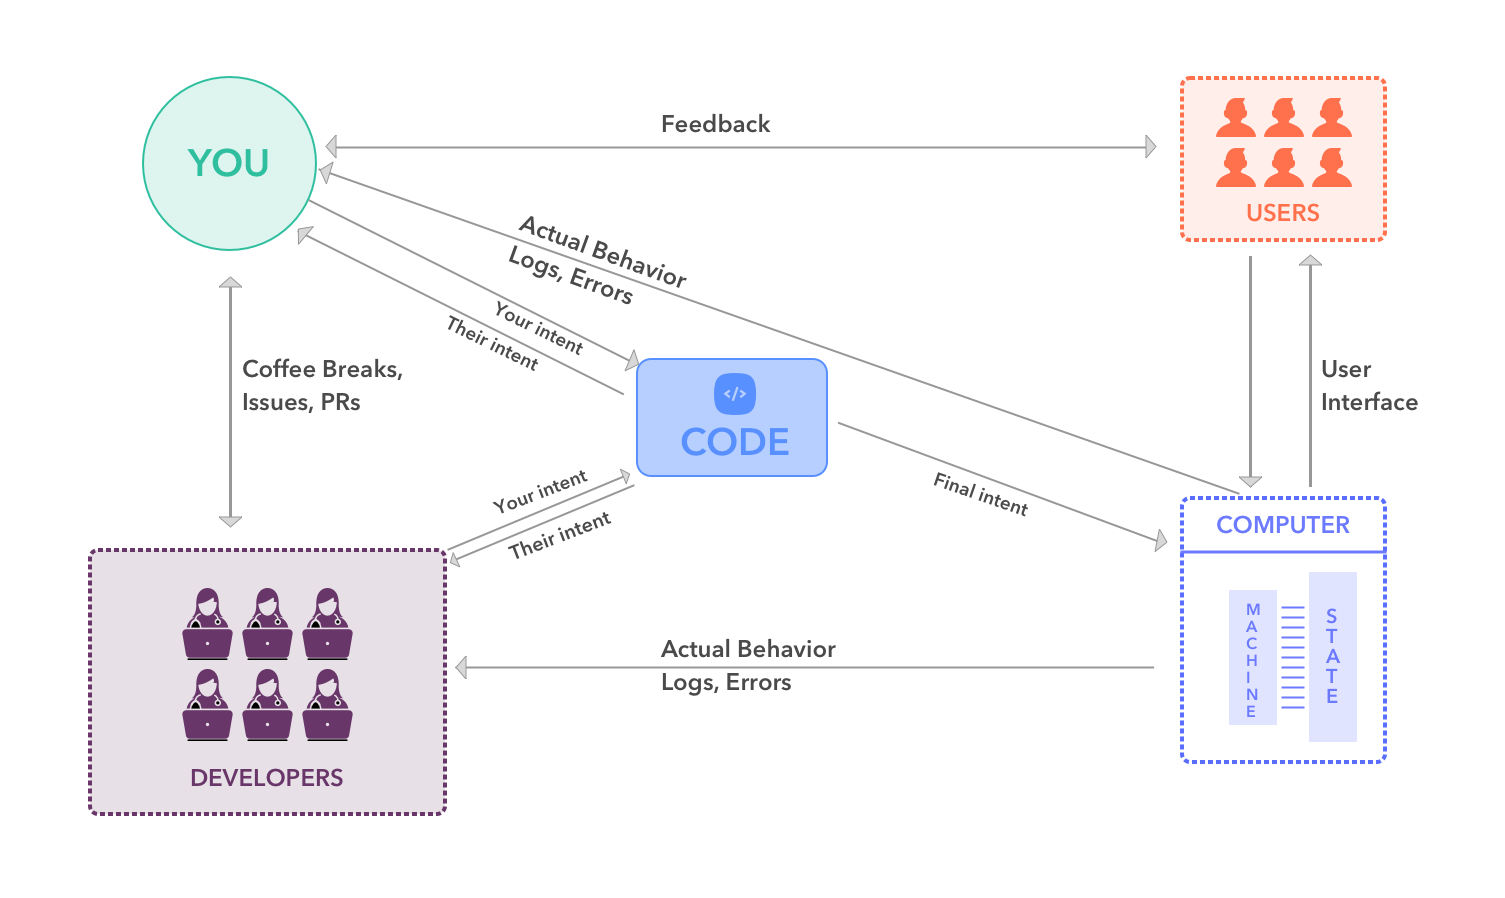 Feedback
YOU
USERS
Actual Behavior
Logs, Errors
Your intent
Their intent
Coffee Breaks,
Issues, PRs
User
Interface
</>
CODE
Your intent
Their intent
Final intent
COMPUTER
MACHINE
STATE
Actual Behavior
Logs, Errors
DEVELOPERS